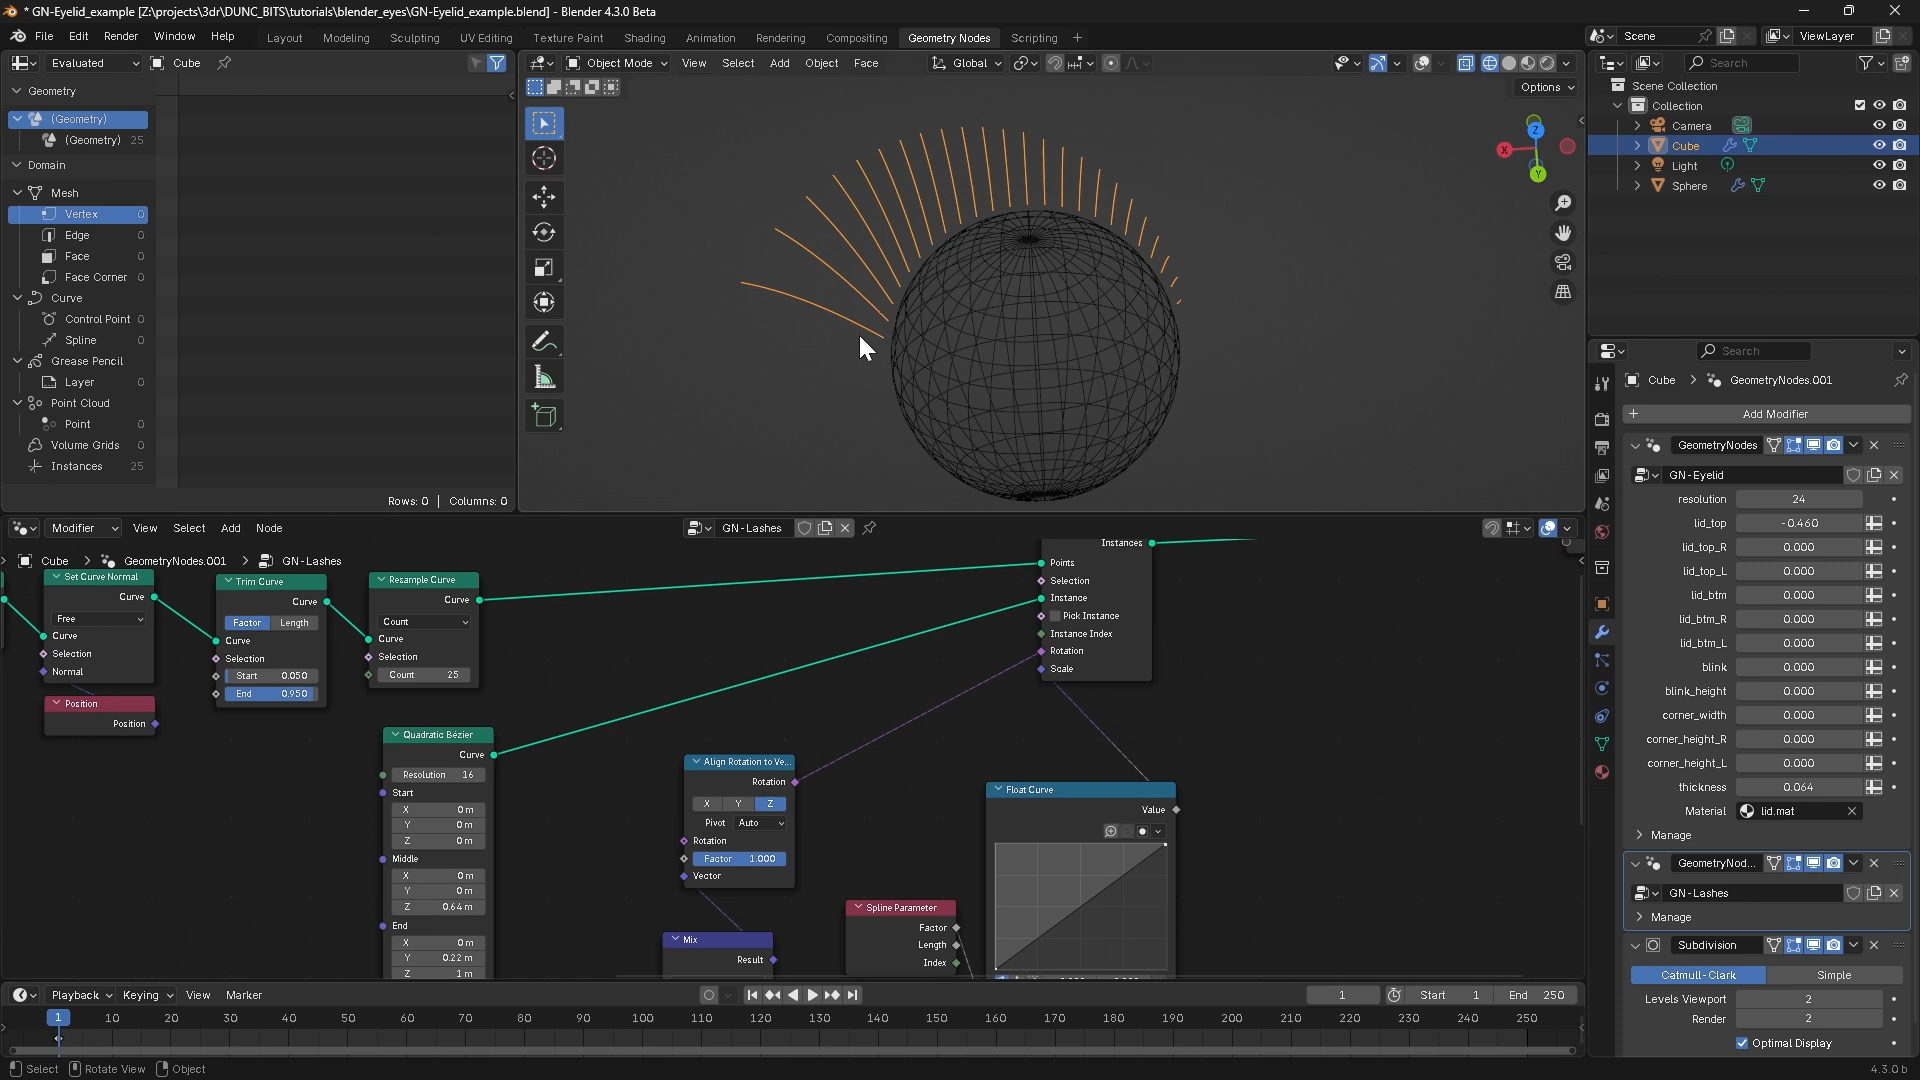 * GN-Eyelid_example [Z:\projects\3dr\DUNC_BITS\tutorials\blender_eyes\GN-Eyelid_example.blend] - Blender 4.3.0 Beta
File Edit Render Window Help Layout Modeling Sculpting UV Editing Texture Paint Shading Animation Rendering Compositing Geometry Nodes Scripting + Scene ViewLayer
Evaluated Cube
Object Mode View Select Add Object Face Global
Options
Geometry
(Geometry)
(Geometry) 25
Domain
Mesh
Vertex 0
Edge 0
Face 0
Face Corner 0
Curve
Control Point 0
Spline 0
Grease Pencil
Layer 0
Point Cloud
Point 0
Volume Grids 0
Instances 25
Rows: 0 | Columns: 0
Z
X
Y
Search
Scene Collection
Collection
Camera
Cube
Light
Sphere
Search
Cube > GeometryNodes.001
+ Add Modifier
GeometryNodes
GN-Eyelid
resolution 24
lid_top -0.460
lid_top_R 0.000
lid_top_L 0.000
lid_btm 0.000
lid_btm_R 0.000
lid_btm_L 0.000
blink 0.000
blink_height 0.000
corner_width 0.000
corner_height_R 0.000
corner_height_L 0.000
thickness 0.064
Material lid.mat
Manage
GeometryNod...
GN-Lashes
Manage
Subdivision
Catmull-Clark Simple
Levels Viewport 2
Render 2
Optimal Display
Modifier View Select Add Node GN-Lashes
Cube > GeometryNodes.001 > GN-Lashes
Set Curve Normal
Curve
Free
Curve
Selection
Normal
Position
Position
Trim Curve
Curve
Factor Length
Curve
Selection
Start 0.050
End 0.950
Resample Curve
Curve
Count
Curve
Selection
Count 25
Quadratic Bézier
Curve
Resolution 16
Start
X 0 m
Y 0 m
Z 0 m
Middle
X 0 m
Y 0 m
Z 0.64 m
End
X 0 m
Y 0.22 m
Z 1 m
Align Rotation to Ve...
Rotation
X Y Z
Pivot Auto
Rotation
Factor 1.000
Vector
Mix
Result
Spline Parameter
Factor
Length
Index
Instances
Points
Selection
Instance
Pick Instance
Instance Index
Rotation
Scale
Float Curve
Value
Playback Keying View Marker 1 Start 1 End 250
1 10 20 30 40 50 60 70 80 90 100 110 120 130 140 150 160 170 180 190 200 210 220 230 240 250
Select Rotate View Object 4.3.0 b